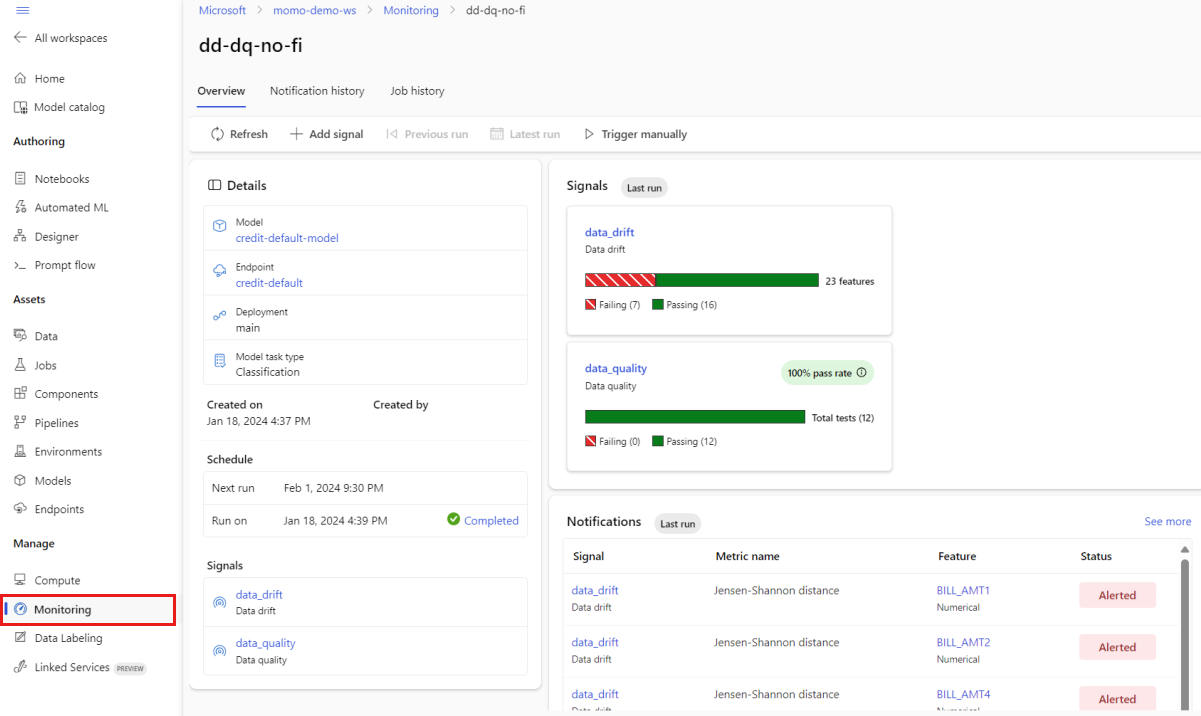 Microsoft > momo-demo-ws > Monitoring > dd-dq-no-fi
All workspaces
Home
Model catalog
Authoring
Notebooks
Automated ML
Designer
Prompt flow
Assets
Data
Jobs
Components
Pipelines
Environments
Models
Endpoints
Manage
Compute
Monitoring
Data Labeling
Linked Services PREVIEW
dd-dq-no-fi
Overview Notification history Job history
Refresh Add signal Previous run Latest run Trigger manually
Details
Model
credit-default-model
Endpoint
credit-default
Deployment
main
Model task type
Classification
Created on Created by
Jan 18, 2024 4:37 PM
Schedule
Next run Feb 1, 2024 9:30 PM
Run on Jan 18, 2024 4:39 PM Completed
Signals
data_drift
Data drift
data_quality
Data quality
Signals Last run
data_drift
Data drift
23 features
Failing (7) Passing (16)
data_quality
100% pass rate
Data quality
Total tests (12)
Failing (0) Passing (12)
Notifications Last run See more
Signal Metric name Feature Status
data_drift Jensen-Shannon distance BILL_AMT1 Alerted
Data drift Numerical
data_drift Jensen-Shannon distance BILL_AMT2 Alerted
Data drift Numerical
data_drift Jensen-Shannon distance BILL_AMT4 Alerted
Data drift Numerical